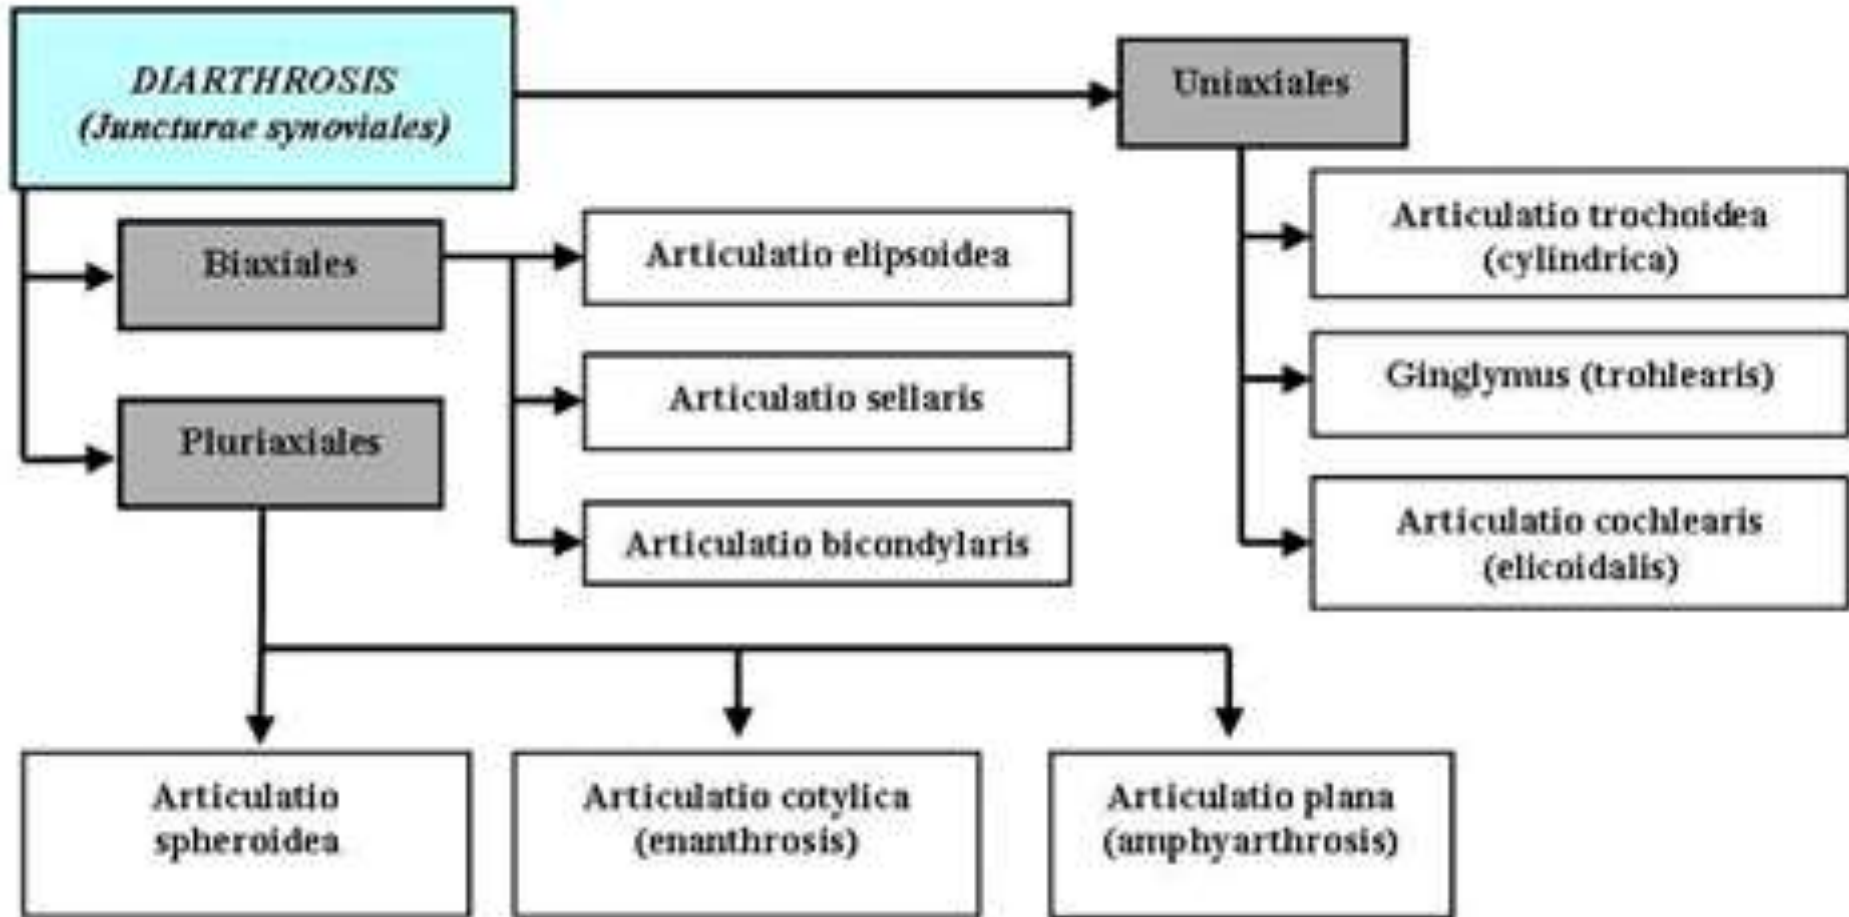 DIARTHROSIS
(Juncturae synoviales)
Uniaxiales
Articulatio trochoidea
(cylindrica)
Ginglymus (trohlearis)
Articulatio cochlearis
(elicoidalis)
Biaxiales
Articulatio elipsoidea
Articulatio sellaris
Articulatio bicondylaris
Pluriaxiales
Articulatio
spheroidea
Articulatio cotylica
(enanthrosis)
Articulatio plana
(amphyarthrosis)